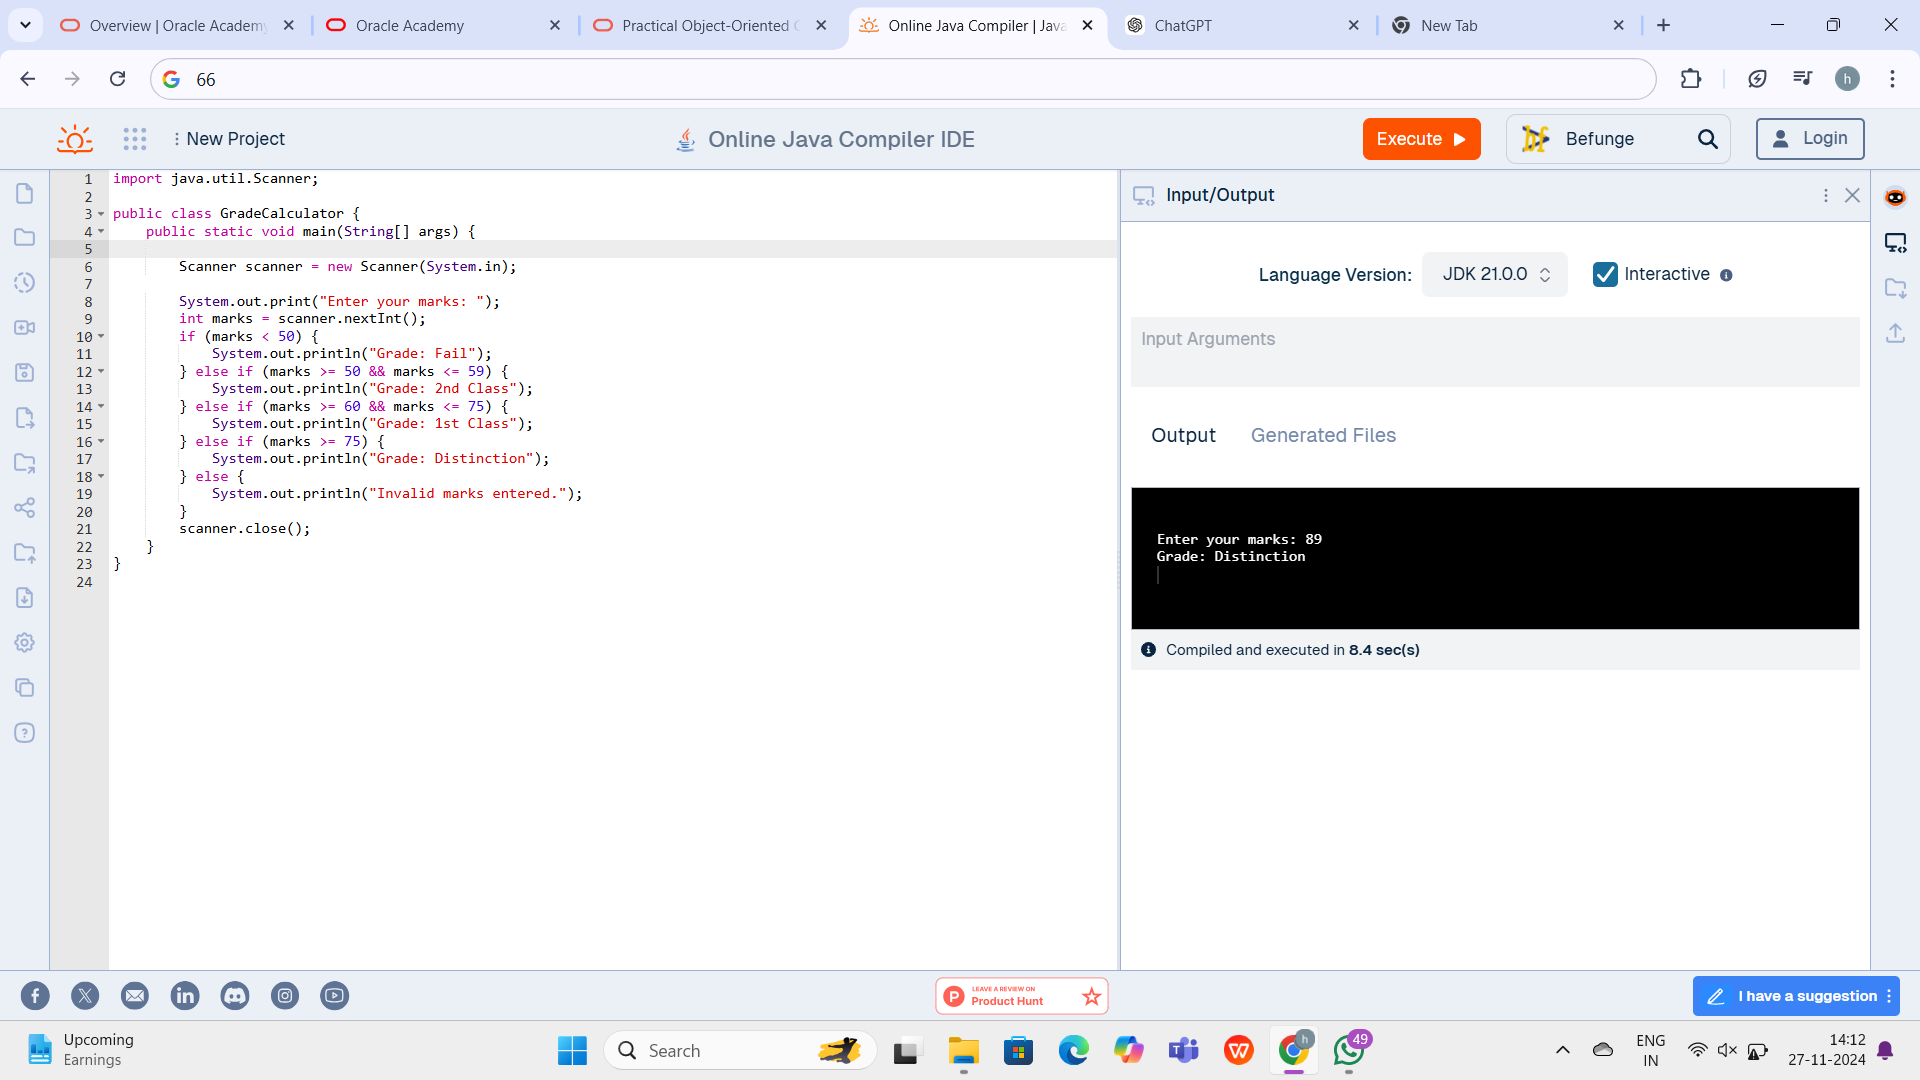 Overview | Oracle Academy
Oracle Academy
Practical Object-Oriented
Online Java Compiler | Java
ChatGPT
New Tab
66
h
New Project
Online Java Compiler IDE
Execute
Befunge
Login
1 import java.util.Scanner;
2
3 public class GradeCalculator {
4 public static void main(String[] args) {
5
6 Scanner scanner = new Scanner(System.in);
7
8 System.out.print("Enter your marks: ");
9 int marks = scanner.nextInt();
10 if (marks < 50) {
11 System.out.println("Grade: Fail");
12 } else if (marks >= 50 && marks <= 59) {
13 System.out.println("Grade: 2nd Class");
14 } else if (marks >= 60 && marks <= 75) {
15 System.out.println("Grade: 1st Class");
16 } else if (marks >= 75) {
17 System.out.println("Grade: Distinction");
18 } else {
19 System.out.println("Invalid marks entered.");
20 }
21 scanner.close();
22 }
23 }
24
Input/Output
Language Version: JDK 21.0.0 Interactive
Input Arguments
Output Generated Files
Enter your marks: 89
Grade: Distinction
Compiled and executed in 8.4 sec(s)
LEAVE A REVIEW ON
Product Hunt
I have a suggestion
Upcoming
Earnings
Search
h
49
ENG
IN
14:12
27-11-2024